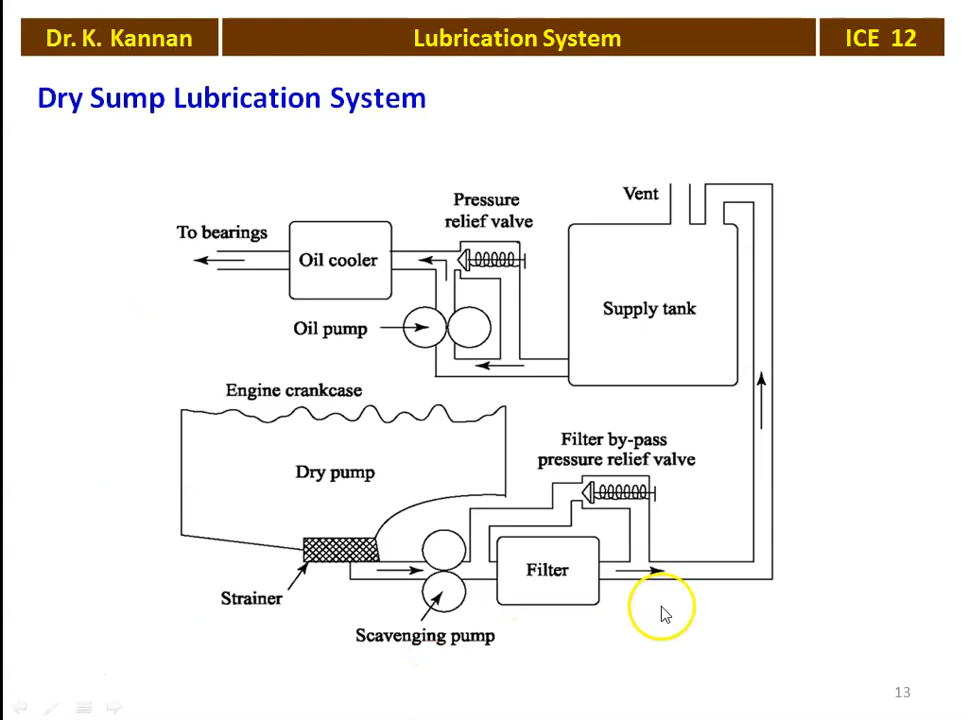 Dr. K. Kannan
Lubrication System
ICE 12
Dry Sump Lubrication System
Vent
Pressure
relief valve
To bearings
Oil cooler
Supply tank
Oil pump
Engine crankcase
Filter by-pass
pressure relief valve
Dry pump
Filter
Strainer
Scavenging pump
13